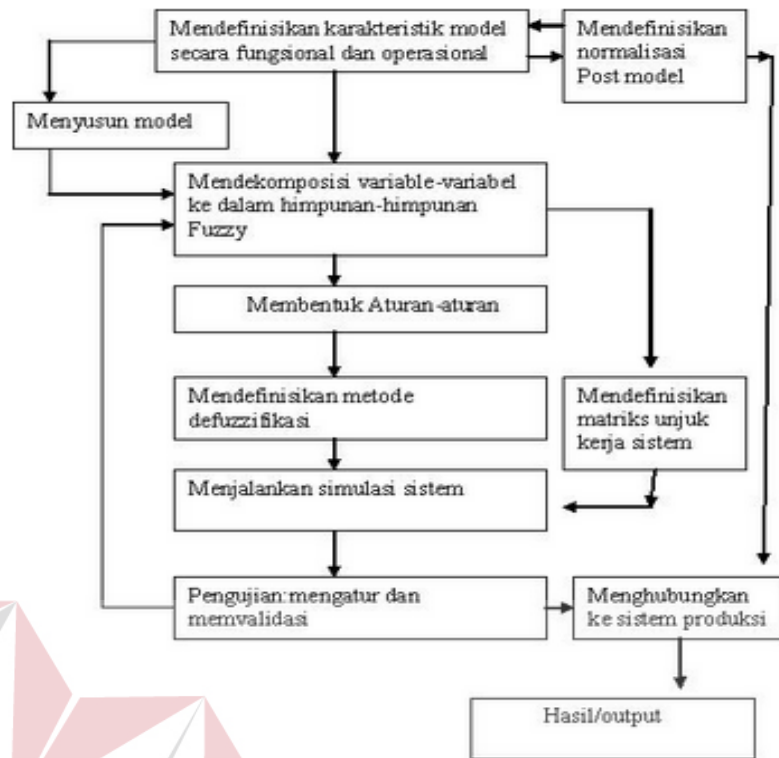 Mendefinisikan karakteristik model
secara fungsional dan operasional
Mendefinisikan
normalisasi
Post model
Menyusun model
Mendekomposisi variable-variabel
ke dalam himpunan-himpunan
Fuzzy
Membentuk Aturan-aturan
Mendefinisikan metode
defuzzifikasi
Mendefinisikan
matriks unjuk
kerja sistem
Menjalankan simulasi sistem
Pengujian:mengatur dan
memvalidasi
Menghubungkan
ke sistem produksi
Hasil/output